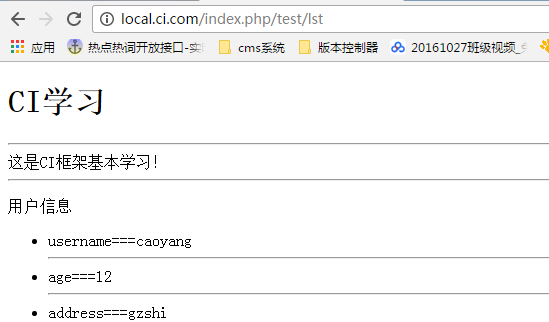 local.ci.com/index.php/test/lst
应用 热点热词开放接口-实 cms系统 版本控制器 20161027班级视频_
CI学习
这是CI框架基本学习!
用户信息
username===caoyang
age===12
address===gzshi